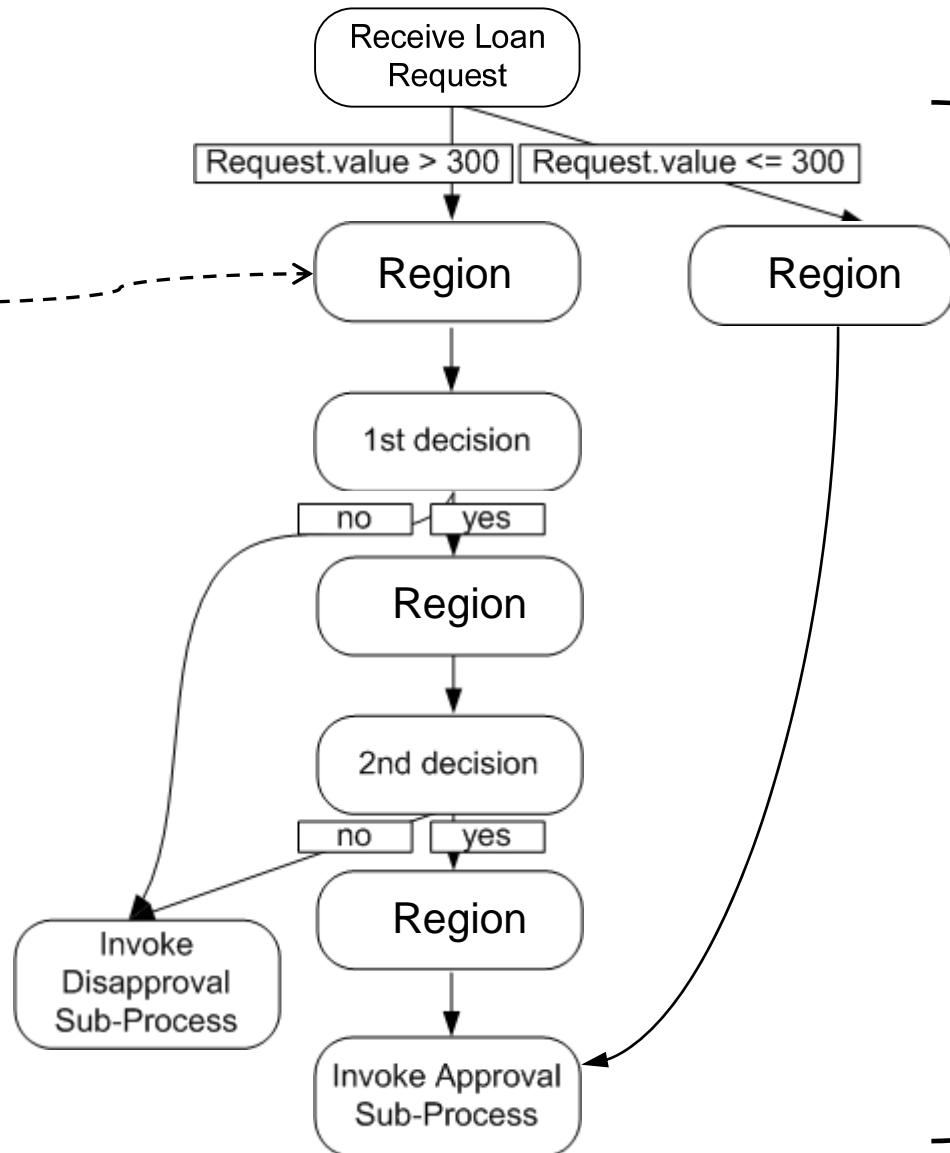 Receive Loan
Request
Request.value > 300
Request.value <= 300
Region
Region
1st decision
no
yes
Region
2nd decision
no
yes
Region
Invoke
Disapproval
Sub-Process
Invoke Approval
Sub-Process